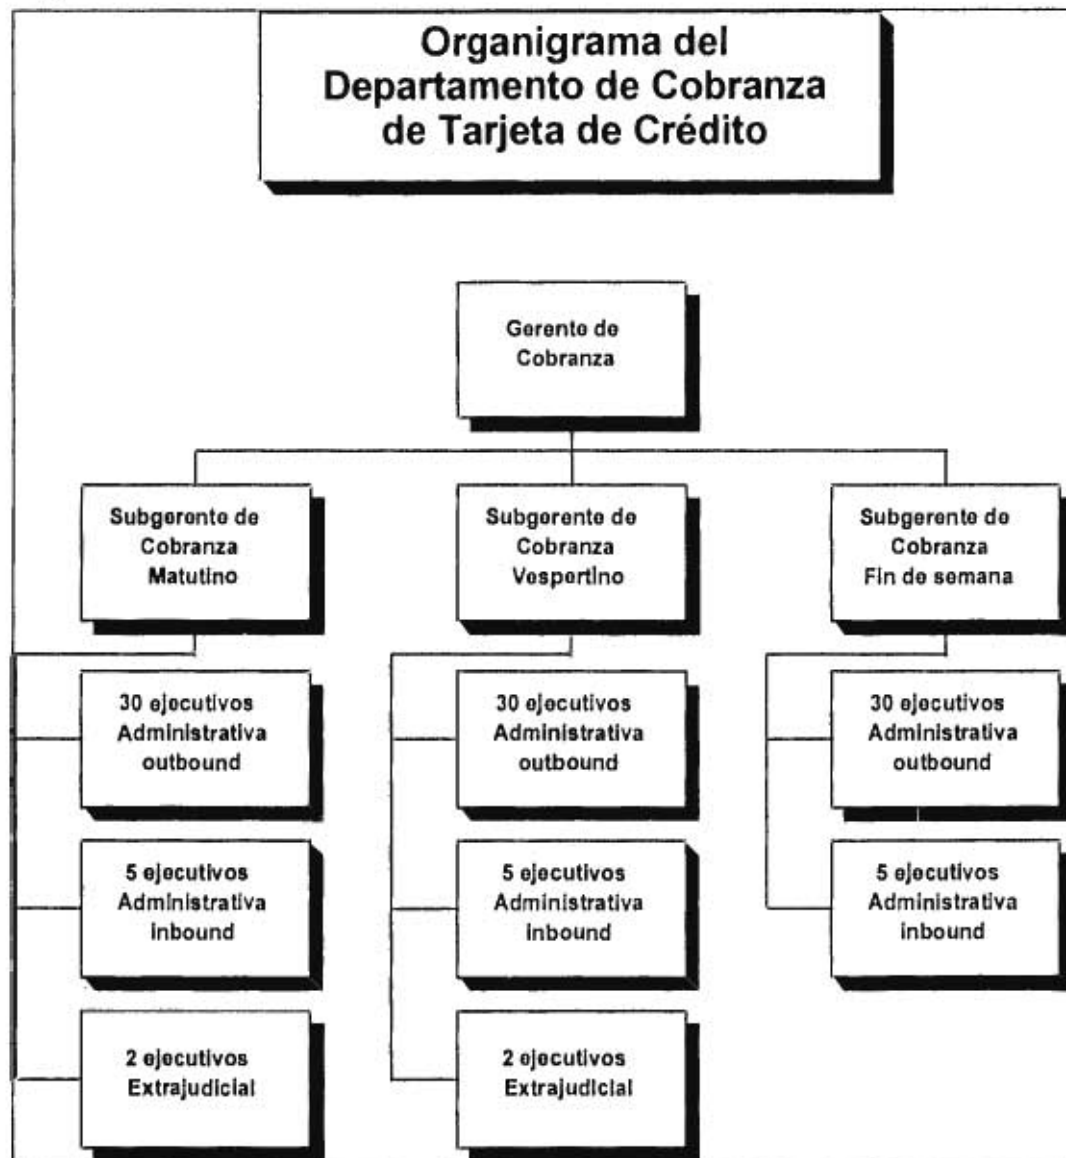 Organigrama del
Departamento de Cobranza
de Tarjeta de Crédito
Gerente de
Cobranza
Subgerente de
Cobranza
Matutino
Subgerente de
Cobranza
Vespertino
Subgerente de
Cobranza
Fin de semana
30 ejecutivos
Administrativa
outbound
30 ejecutivos
Administrativa
outbound
30 ejecutivos
Administrativa
outbound
5 ejecutivos
Administrativa
inbound
5 ejecutivos
Administrativa
inbound
5 ejecutivos
Administrativa
inbound
2 ejecutivos
Extrajudicial
2 ejecutivos
Extrajudicial